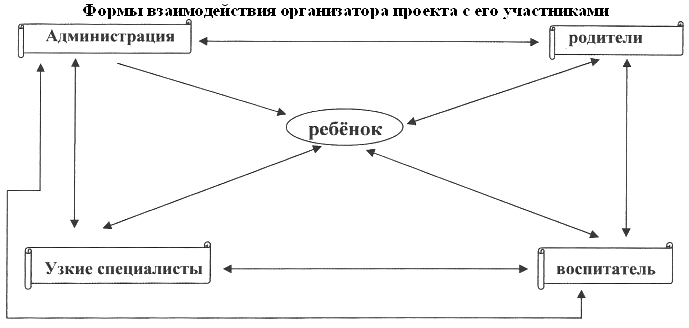 Формы взаимодействия организатора проекта с его участниками
Администрация
родители
ребёнок
Узкие специалисты
воспитатель